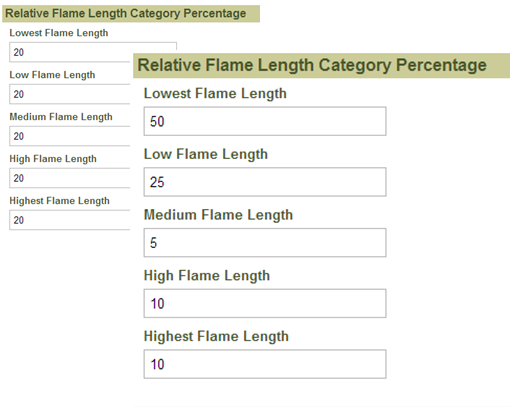 Relative Flame Length Category Percentage
Lowest Flame Length
20
Low Flame Length
20
Medium Flame Length
20
High Flame Length
20
Highest Flame Length
20
Relative Flame Length Category Percentage
Lowest Flame Length
50
Low Flame Length
25
Medium Flame Length
5
High Flame Length
10
Highest Flame Length
10